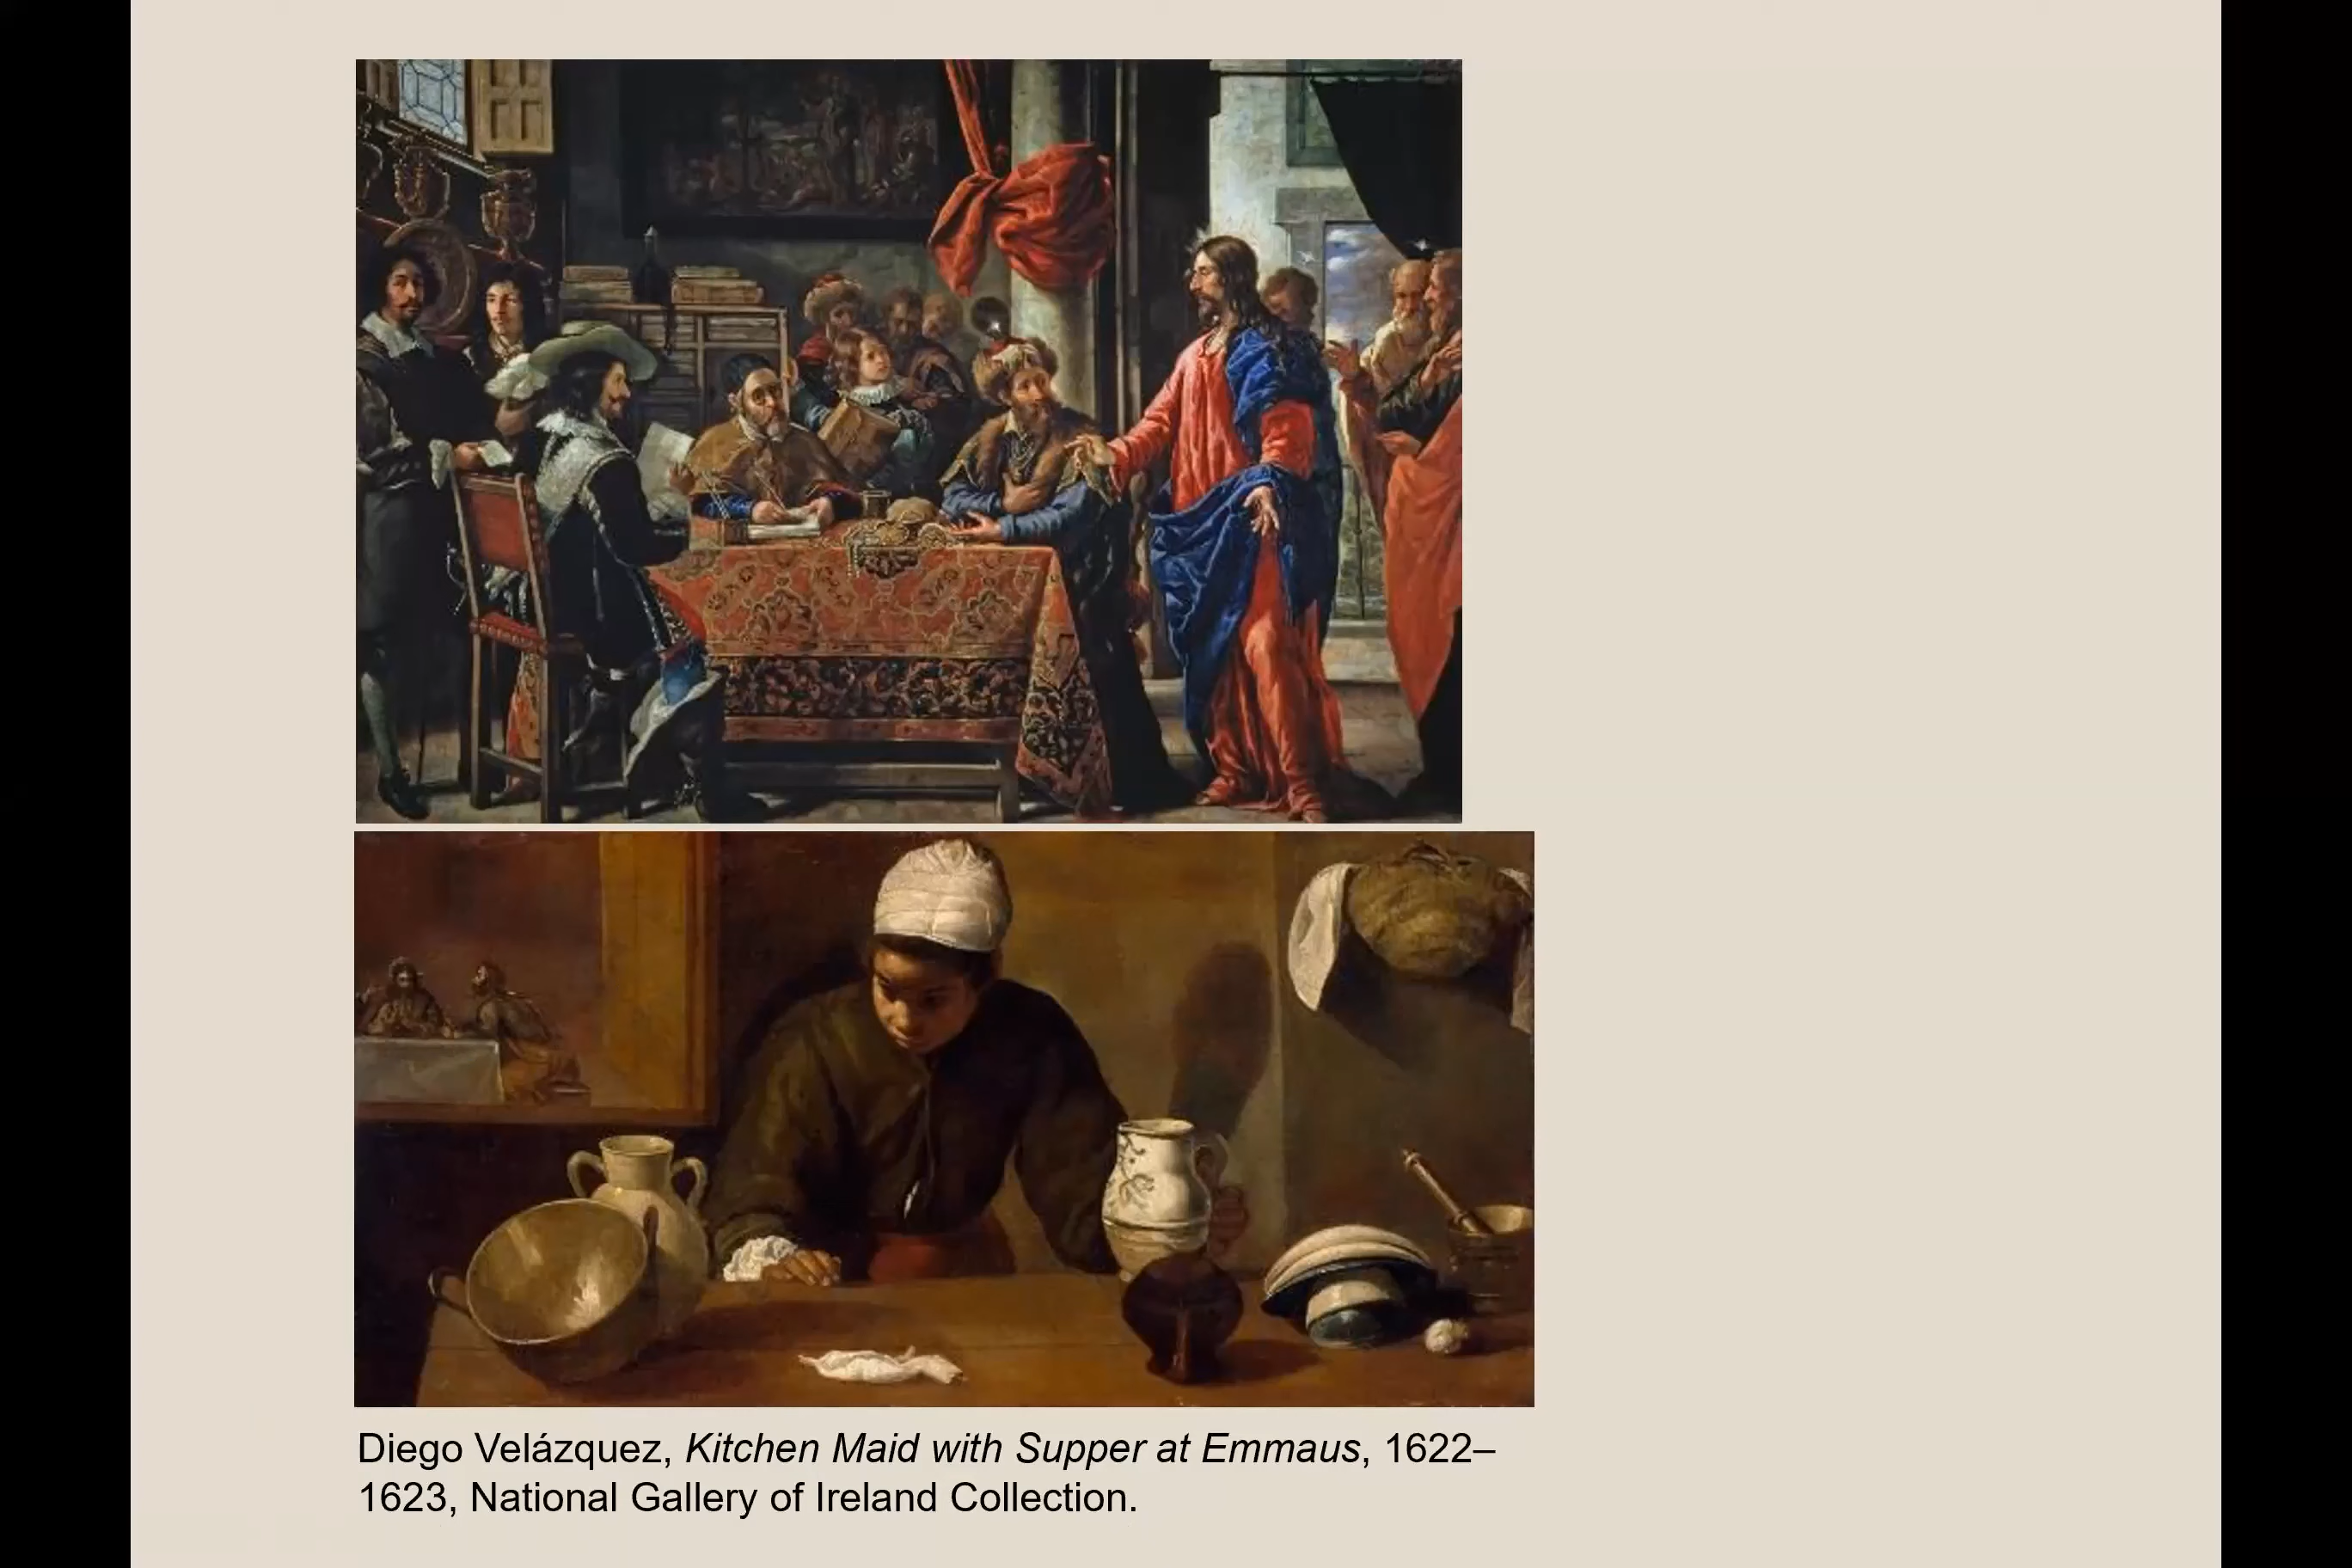 Diego Velázquez, Kitchen Maid with Supper at Emmaus, 1622–
1623, National Gallery of Ireland Collection.